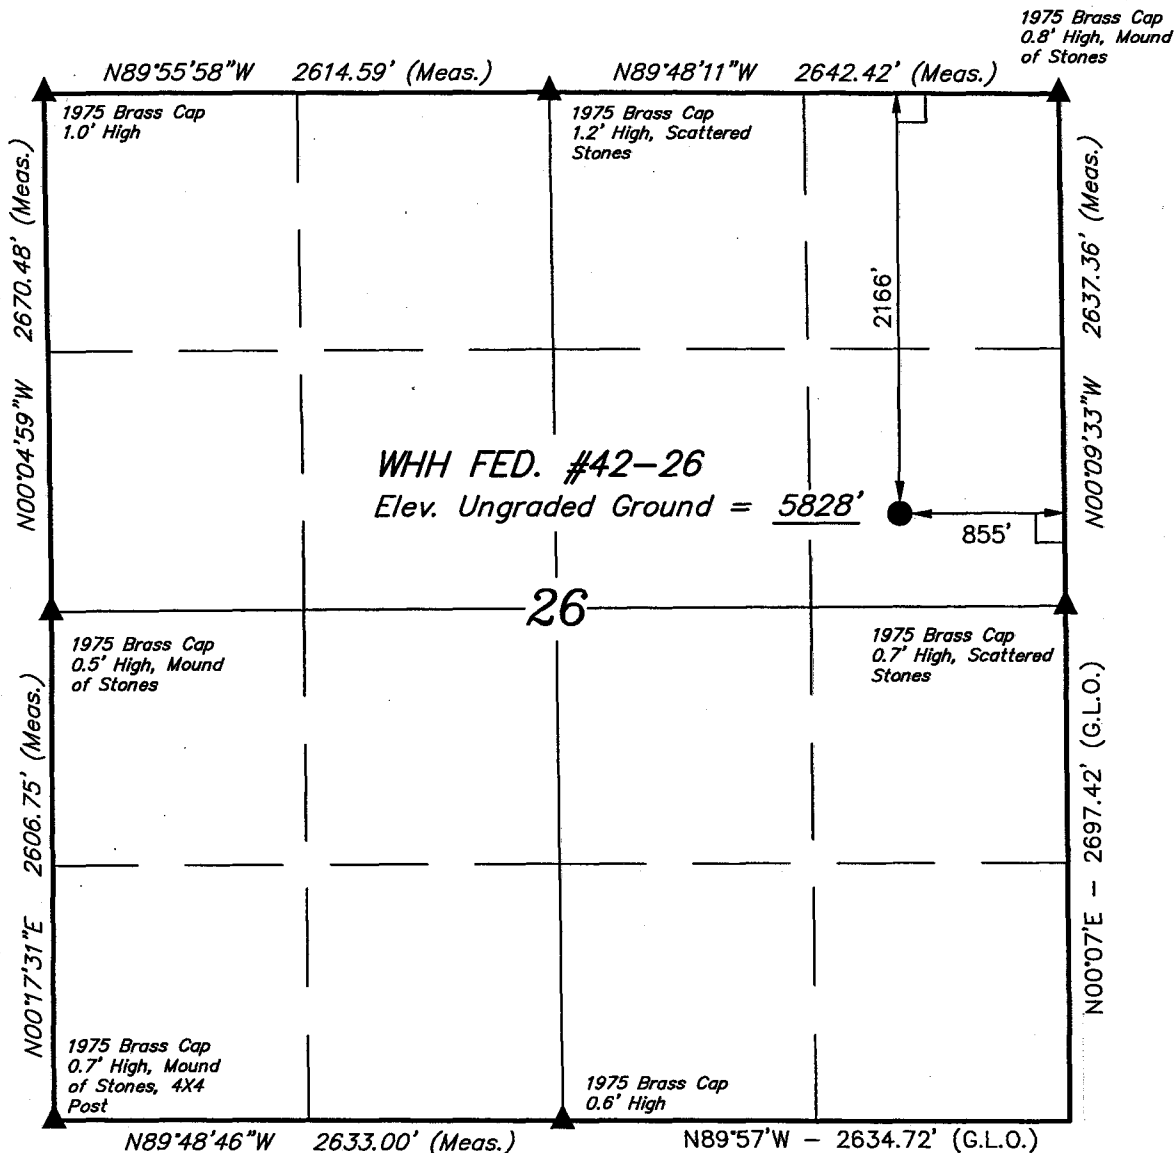 1975 Brass Cap
0.8' High, Mound
of Stones
N89°55'58"W 2614.59' (Meas.)
N89°48'11"W 2642.42' (Meas.)
1975 Brass Cap
1.0' High
1975 Brass Cap
1.2' High, Scattered
Stones
N00°04'59"W 2670.48' (Meas.)
2166'
N00°09'33"W 2637.36' (Meas.)
WHH FED. #42-26
Elev. Ungraded Ground = 5828'
855'
26
1975 Brass Cap
0.5' High, Mound
of Stones
1975 Brass Cap
0.7' High, Scattered
Stones
N00°17'31"E 2606.75' (Meas.)
N00°07'E - 2697.42' (G.L.O.)
1975 Brass Cap
0.7' High, Mound
of Stones, 4X4
Post
1975 Brass Cap
0.6' High
N89°48'46"W 2633.00' (Meas.)
N89°57'W - 2634.72' (G.L.O.)